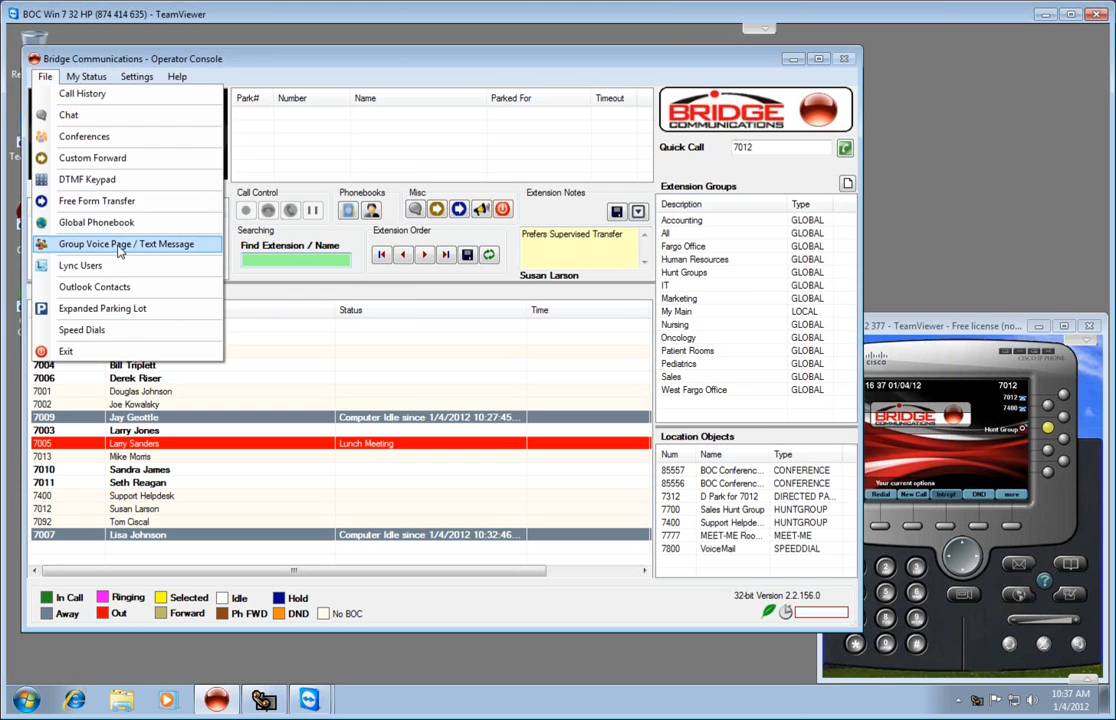 BOC Win 7 32 HP (874 414 635) - TeamViewer
Bridge Communications - Operator Console
File My Status Settings Help
Call History
Chat
Conferences
Custom Forward
DTMF Keypad
Free Form Transfer
Global Phonebook
Group Voice Page / Text Message
Lync Users
Outlook Contacts
Expanded Parking Lot
Speed Dials
Exit
Park# Number Name Parked For Timeout
Call Control Phonebooks Misc Extension Notes
Searching Extension Order
Find Extension / Name
Prefers Supervised Transfer
Susan Larson
Status Time
7004 Bill Triplett
7006 Derek Riser
7001 Douglas Johnson
7002 Joe Kowalsky
7009 Jay Geottle Computer Idle since 1/4/2012 10:27:45...
7003 Larry Jones
7005 Larry Sanders Lunch Meeting
7013 Mike Morris
7010 Sandra James
7011 Seth Reagan
7400 Support Helpdesk
7012 Susan Larson
7092 Tom Ciscal
7007 Lisa Johnson Computer Idle since 1/4/2012 10:32:46...
In Call Ringing Selected Idle Hold
Away Out Forward Ph FWD DND No BOC
BRIDGE
COMMUNICATIONS
Quick Call 7012
Extension Groups
Description Type
Accounting GLOBAL
All GLOBAL
Fargo Office GLOBAL
Human Resources GLOBAL
Hunt Groups GLOBAL
IT GLOBAL
Marketing GLOBAL
My Main LOCAL
Nursing GLOBAL
Oncology GLOBAL
Patient Rooms GLOBAL
Pediatrics GLOBAL
Sales GLOBAL
West Fargo Office GLOBAL
Location Objects
Num Name Type
85557 BOC Conferenc... CONFERENCE
85556 BOC Conferenc... CONFERENCE
7312 D Park for 7012 DIRECTED PA...
7700 Sales Hunt Group HUNTGROUP
7400 Support Helpde... HUNTGROUP
7777 MEET-ME Roo... MEET-ME
7800 VoiceMail SPEEDDIAL
32-bit Version 2.2.156.0
2 377 - TeamViewer - Free license (no...
CISCO
CISCO IP PHONE
16 37 01/04/12 7012
7012
7400
BRIDGE
COMMUNICATIONS
Hunt Group
Your current options
Redial New Call Intrcpt DND more
10:37 AM
1/4/2012